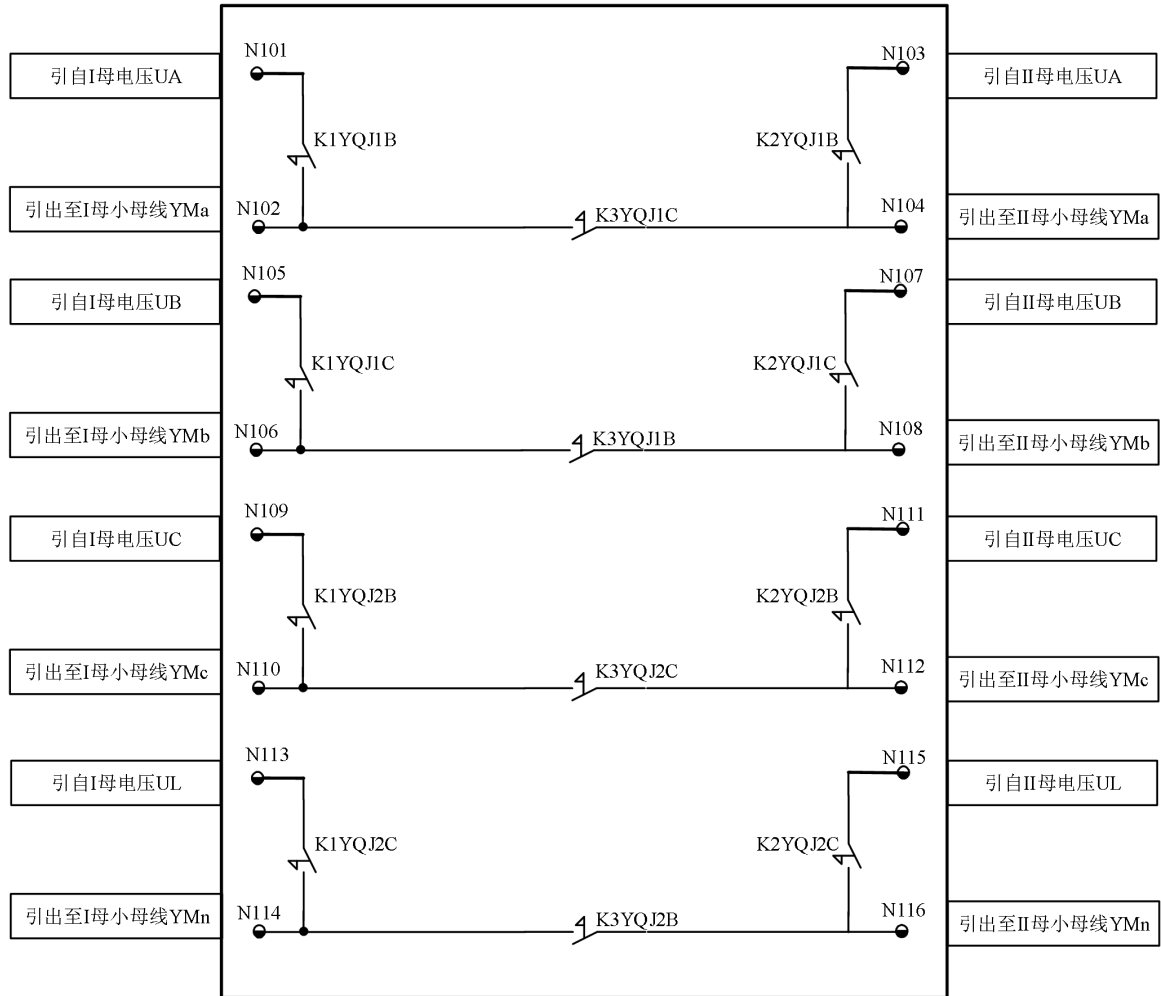 N101
N103
引自I母电压UA
引自II母电压UA
K1YQJ1B
K2YQJ1B
引出至I母小母线YMa
N102
K3YQJ1C
N104
引出至II母小母线YMa
N105
N107
引自I母电压UB
引自II母电压UB
K1YQJ1C
K2YQJ1C
引出至I母小母线YMb
N106
K3YQJ1B
N108
引出至II母小母线YMb
N109
N111
引自I母电压UC
引自II母电压UC
K1YQJ2B
K2YQJ2B
引出至I母小母线YMc
N110
K3YQJ2C
N112
引出至II母小母线YMc
N113
N115
引自I母电压UL
引自II母电压UL
K1YQJ2C
K2YQJ2C
引出至I母小母线YMn
N114
K3YQJ2B
N116
引出至II母小母线YMn